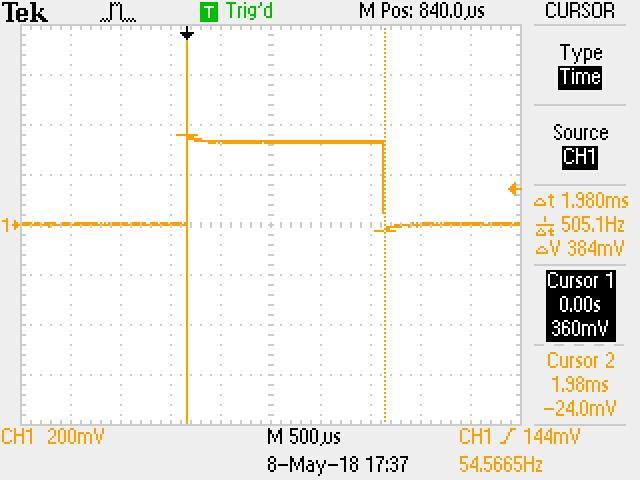 Tek T Trig'd M Pos: 840.0µs CURSOR
Type
Time
Source
CH1
Δt 1.980ms
1/Δt 505.1Hz
ΔV 384mV
Cursor 1
0.00s
360mV
Cursor 2
1.98ms
-24.0mV
1
CH1 200mV M 500µs CH1 144mV
8-May-18 17:37 54.5665Hz